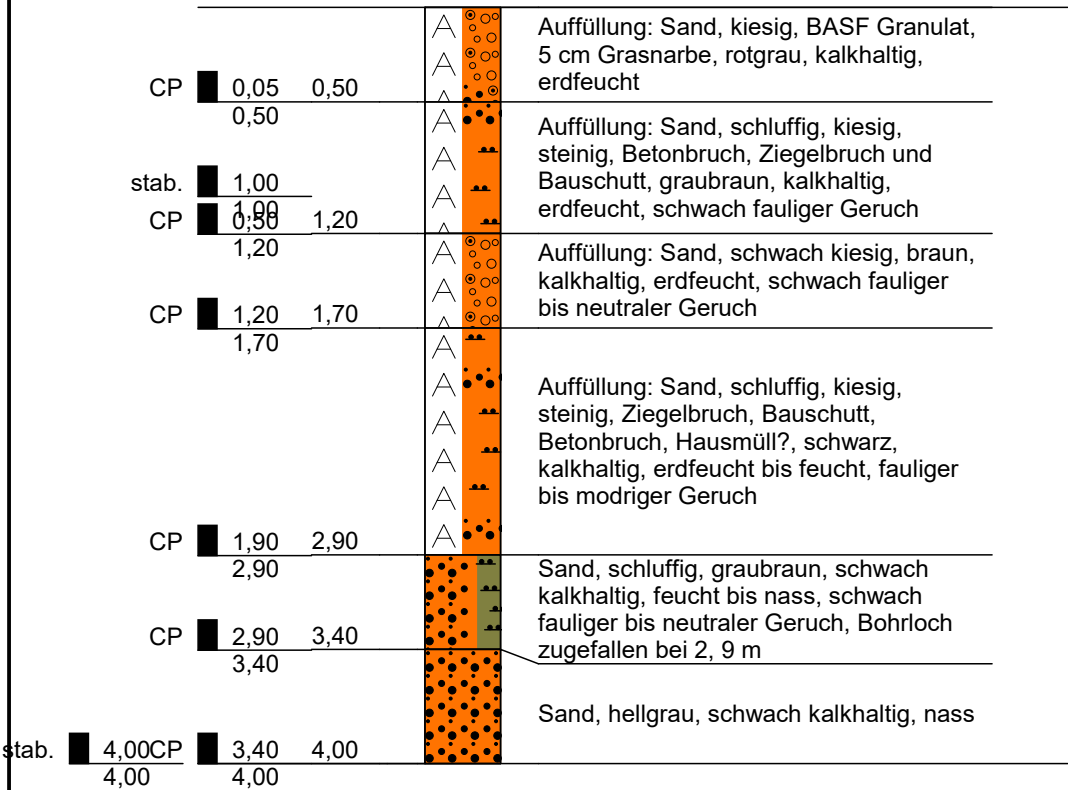 Auffüllung: Sand, kiesig, BASF Granulat,
5 cm Grasnarbe, rotgrau, kalkhaltig,
erdfeucht
CP 0,05 0,50
0,50
Auffüllung: Sand, schluffig, kiesig,
steinig, Betonbruch, Ziegelbruch und
Bauschutt, graubraun, kalkhaltig,
erdfeucht, schwach fauliger Geruch
stab. 1,00
1,00
CP 0,50 1,20
1,20
Auffüllung: Sand, schwach kiesig, braun,
kalkhaltig, erdfeucht, schwach fauliger
bis neutraler Geruch
CP 1,20 1,70
1,70
Auffüllung: Sand, schluffig, kiesig,
steinig, Ziegelbruch, Bauschutt,
Betonbruch, Hausmüll?, schwarz,
kalkhaltig, erdfeucht bis feucht, fauliger
bis modriger Geruch
CP 1,90 2,90
2,90
Sand, schluffig, graubraun, schwach
kalkhaltig, feucht bis nass, schwach
fauliger bis neutraler Geruch, Bohrloch
zugefallen bei 2, 9 m
CP 2,90 3,40
3,40
Sand, hellgrau, schwach kalkhaltig, nass
stab. 4,00 CP 3,40 4,00
4,00 4,00